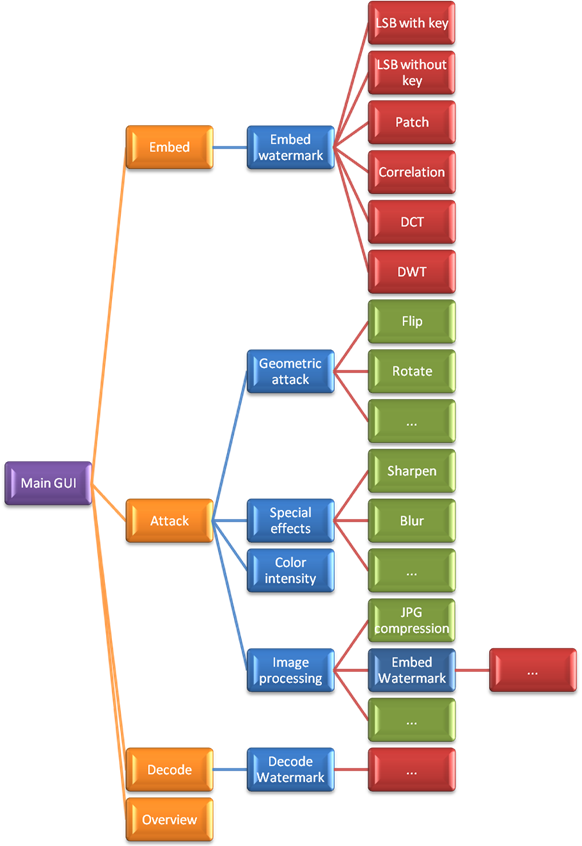 LSB with key
LSB without
key
Patch
Embed
Embed
watermark
Correlation
DCT
DWT
Flip
Geometric
attack
Rotate
...
Main GUI
Sharpen
Attack
Special
effects
Blur
Color
intensity
...
JPG
compression
Image
processing
Embed
Watermark
...
...
Decode
Decode
Watermark
...
Overview